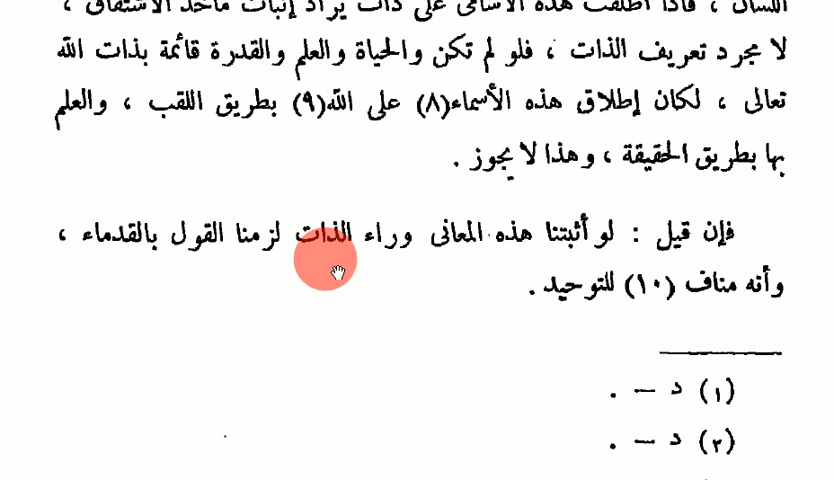 اللسان ، فاذا أطلقت هذه الأسامى على ذات يراد إثبات مأخذ الاشتقاق ،
لا مجرد تعريف الذات ، فلو لم تكن والحياة والعلم والقدرة قائمة بذات الله
تعالى ، لكان إطلاق هذه الأسماء(٨) على الله(٩) بطريق اللقب ، والعلم
بها بطريق الحقيقة ، وهذا لا يجوز .
فإن قيل : لو أثبتنا هذه المعانى وراء الذات لزمنا القول بالقدماء ،
وأنه مناف (١٠) للتوحيد .
(١) د — .
(٢) د — .